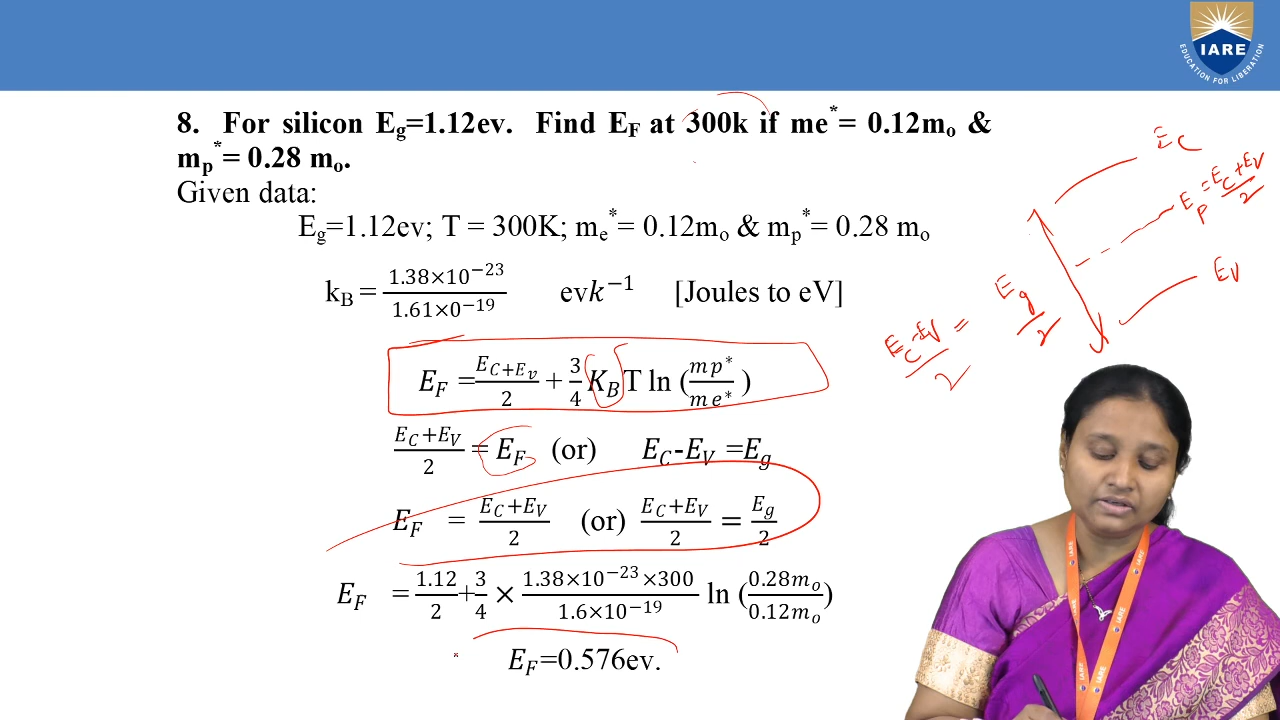 IARE
EDUCATION FOR LIBERATION
8. For silicon Eg=1.12ev. Find EF at 300k if me*= 0.12mo &
mp*= 0.28 mo.
Given data:
Eg=1.12ev; T = 300K; me*= 0.12mo & mp*= 0.28 mo
kB = 1.38×10⁻²³ / 1.61×0⁻¹⁹ evk⁻¹ [Joules to eV]
EF = (EC+Ev)/2 + 3/4 KBT ln (mp*/me*)
(EC+EV)/2 = EF (or) EC-EV =Eg
EF = (EC+EV)/2 (or) (EC+EV)/2 = Eg/2
EF = 1.12/2 + 3/4 × (1.38×10⁻²³ ×300)/(1.6×10⁻¹⁹) ln (0.28mo/0.12mo)
EF=0.576ev.
EC
Ep = (EC+EV)/2
EV
(EC-EV)/2 = Eg/2
IARE
IARE
IARE